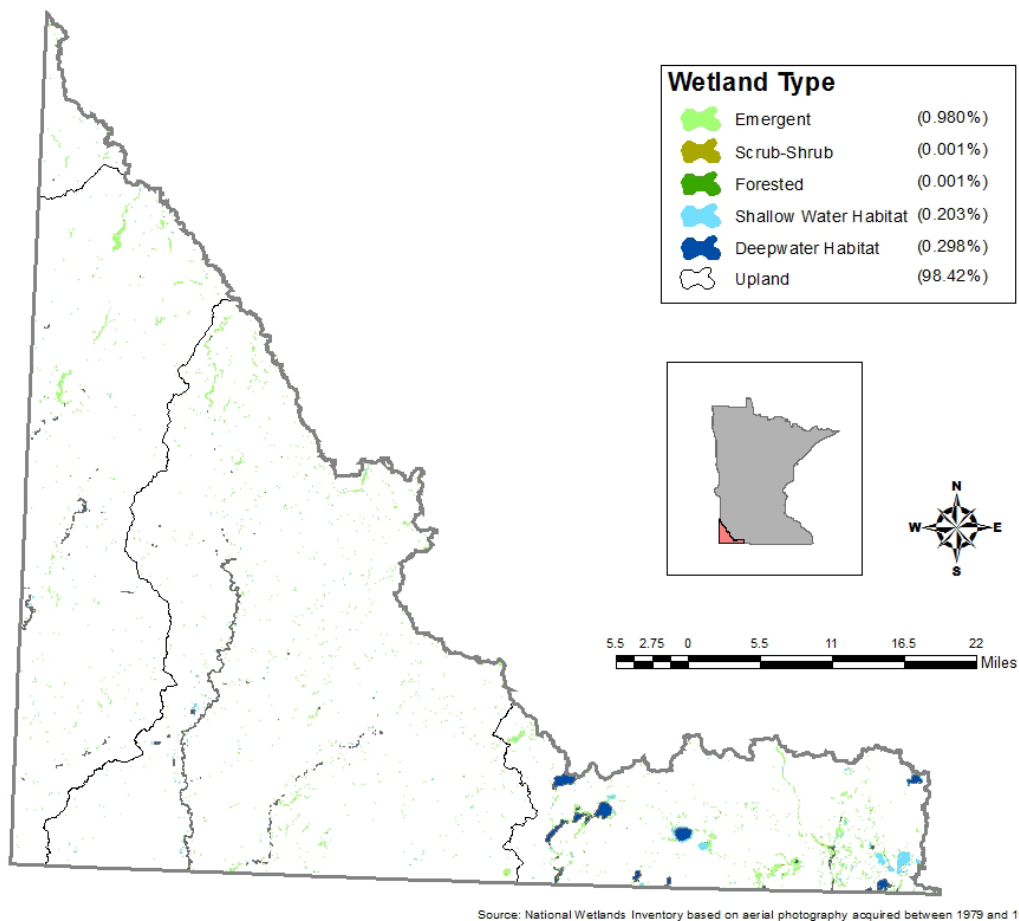 Wetland Type
Emergent (0.980%)
Scrub-Shrub (0.001%)
Forested (0.001%)
Shallow Water Habitat (0.203%)
Deepwater Habitat (0.298%)
Upland (98.42%)
N
W E
S
5.5 2.75 0 5.5 11 16.5 22
Miles
Source: National Wetlands Inventory based on aerial photography acquired between 1979 and 1